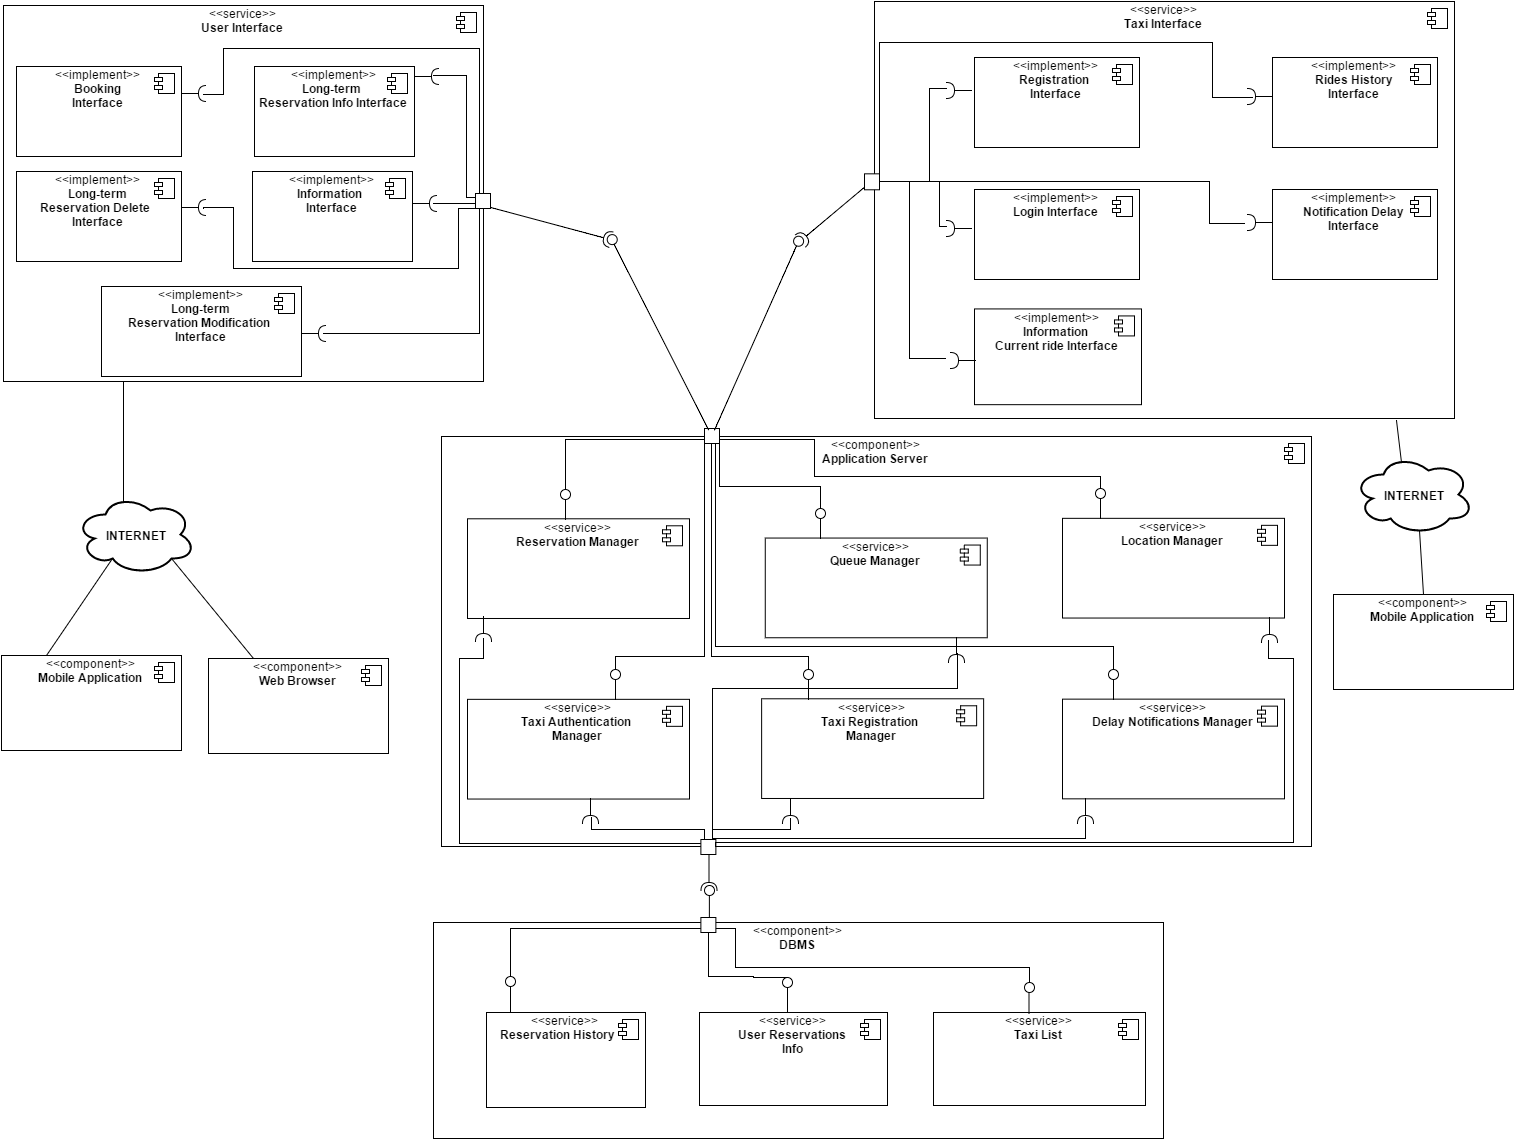 <<service>>
User Interface
<<implement>>
Booking
Interface
<<implement>>
Long-term
Reservation Info Interface
<<implement>>
Long-term
Reservation Delete
Interface
<<implement>>
Information
Interface
<<implement>>
Long-term
Reservation Modification
Interface
<<service>>
Taxi Interface
<<implement>>
Registration
Interface
<<implement>>
Rides History
Interface
<<implement>>
Login Interface
<<implement>>
Notification Delay
Interface
<<implement>>
Information
Current ride Interface
INTERNET
<<component>>
Mobile Application
<<component>>
Web Browser
INTERNET
<<component>>
Mobile Application
<<component>>
Application Server
<<service>>
Reservation Manager
<<service>>
Queue Manager
<<service>>
Location Manager
<<service>>
Taxi Authentication
Manager
<<service>>
Taxi Registration
Manager
<<service>>
Delay Notifications Manager
<<component>>
DBMS
<<service>>
Reservation History
<<service>>
User Reservations
Info
<<service>>
Taxi List